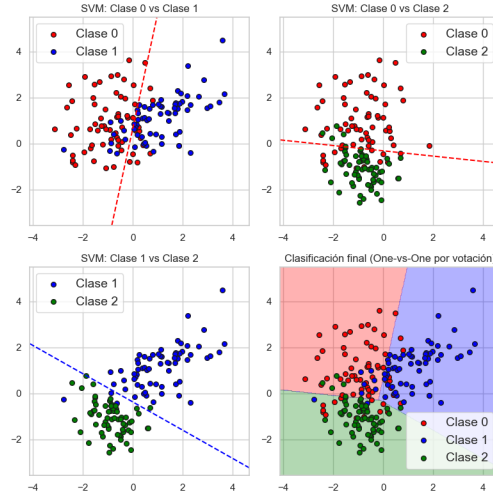 SVM: Clase 0 vs Clase 1
Clase 0
Clase 1
4
2
0
−2
−4 −2 0 2 4
SVM: Clase 0 vs Clase 2
Clase 0
Clase 2
4
2
0
−2
−4 −2 0 2 4
SVM: Clase 1 vs Clase 2
Clase 1
Clase 2
4
2
0
−2
−4 −2 0 2 4
Clasificación final (One-vs-One por votación
Clase 0
Clase 1
Clase 2
4
2
0
−2
−4 −2 0 2 4